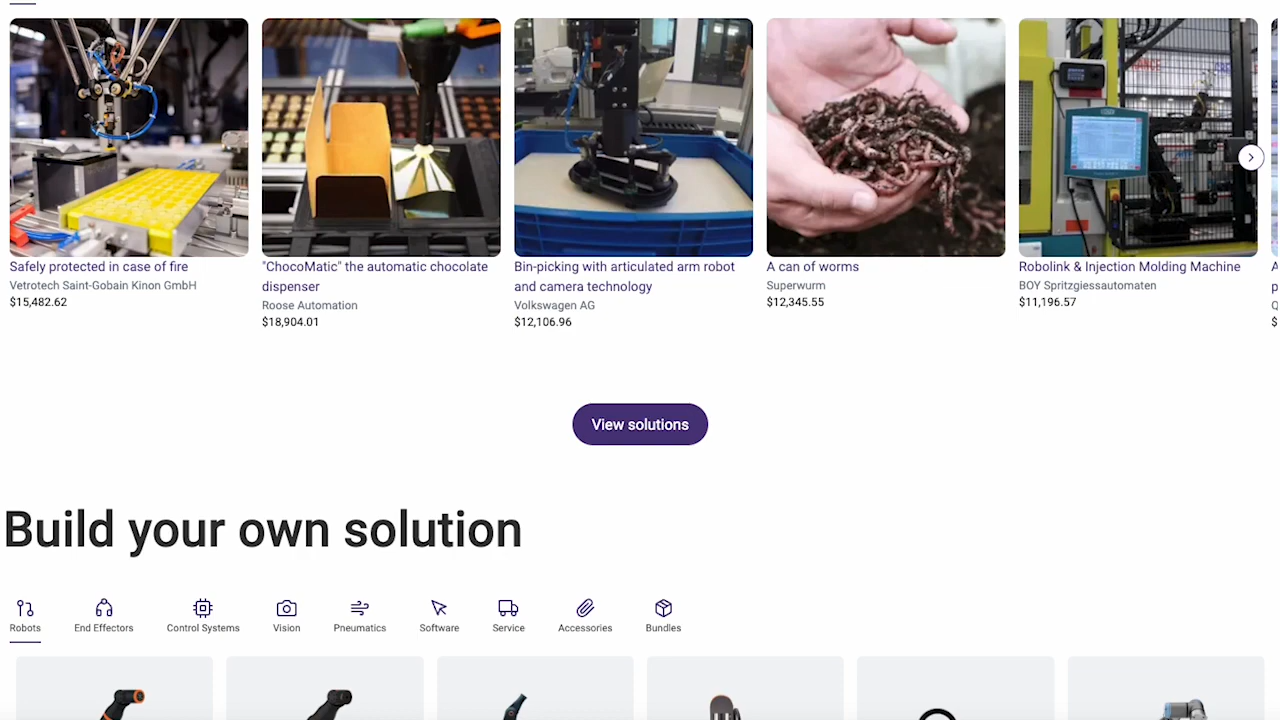 Safely protected in case of fire
Vetrotech Saint-Gobain Kinon GmbH
$15,482.62
"ChocoMatic" the automatic chocolate
dispenser
Roose Automation
$18,904.01
Bin-picking with articulated arm robot
and camera technology
Volkswagen AG
$12,106.96
A can of worms
Superwurm
$12,345.55
Robolink & Injection Molding Machine
BOY Spritzgiessautomaten
$11,196.57
View solutions
Build your own solution
Robots
End Effectors
Control Systems
Vision
Pneumatics
Software
Service
Accessories
Bundles